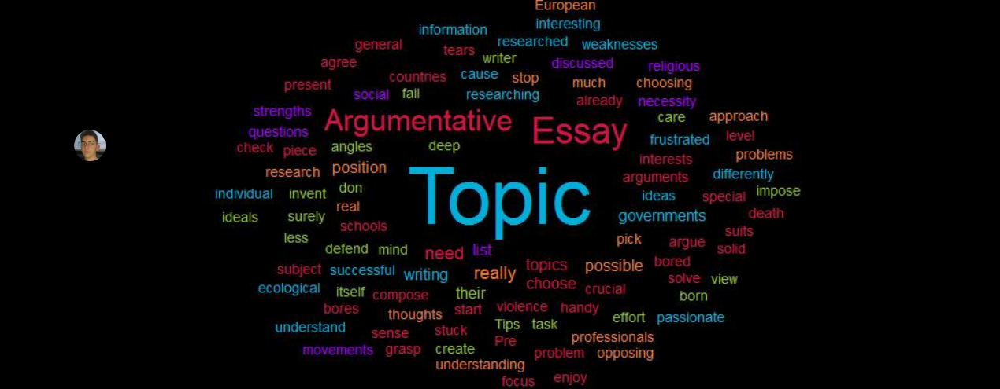 European
information interesting
general tears researched weaknesses
agree writer discussed religious
present countries cause stop much choosing
social fail researching already necessity
strengths Argumentative Essay care approach
questions frustrated level
check piece angles deep interests problems
research position arguments differently
individual invent don Topic ideas special impose
ideals surely real governments death
less schools pick argue suits
defend mind need list solid
subject successful writing really topics possible bored
ecological itself compose their choose crucial solve view
bores thoughts start violence handy born
understand sense stuck Tips task effort passionate
movements grasp create Pre problem professionals
understanding opposing
focus enjoy